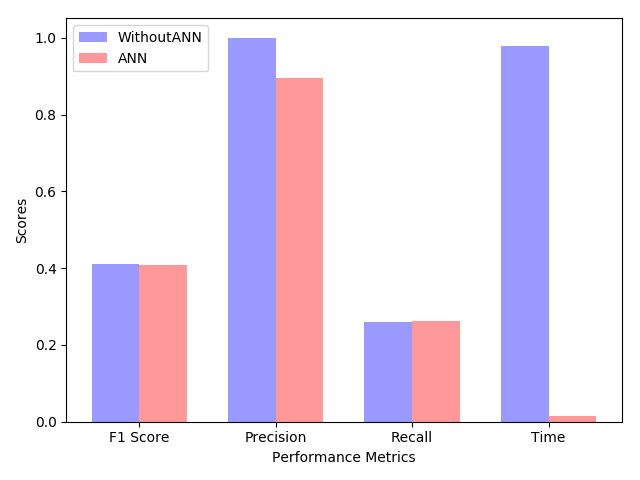 WithoutANN
ANN
1.0
0.8
0.6
0.4
0.2
0.0
Scores
F1 Score
Precision
Recall
Time
Performance Metrics